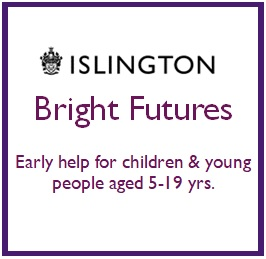 ISLINGTON
Bright Futures
Early help for children & young
people aged 5-19 yrs.